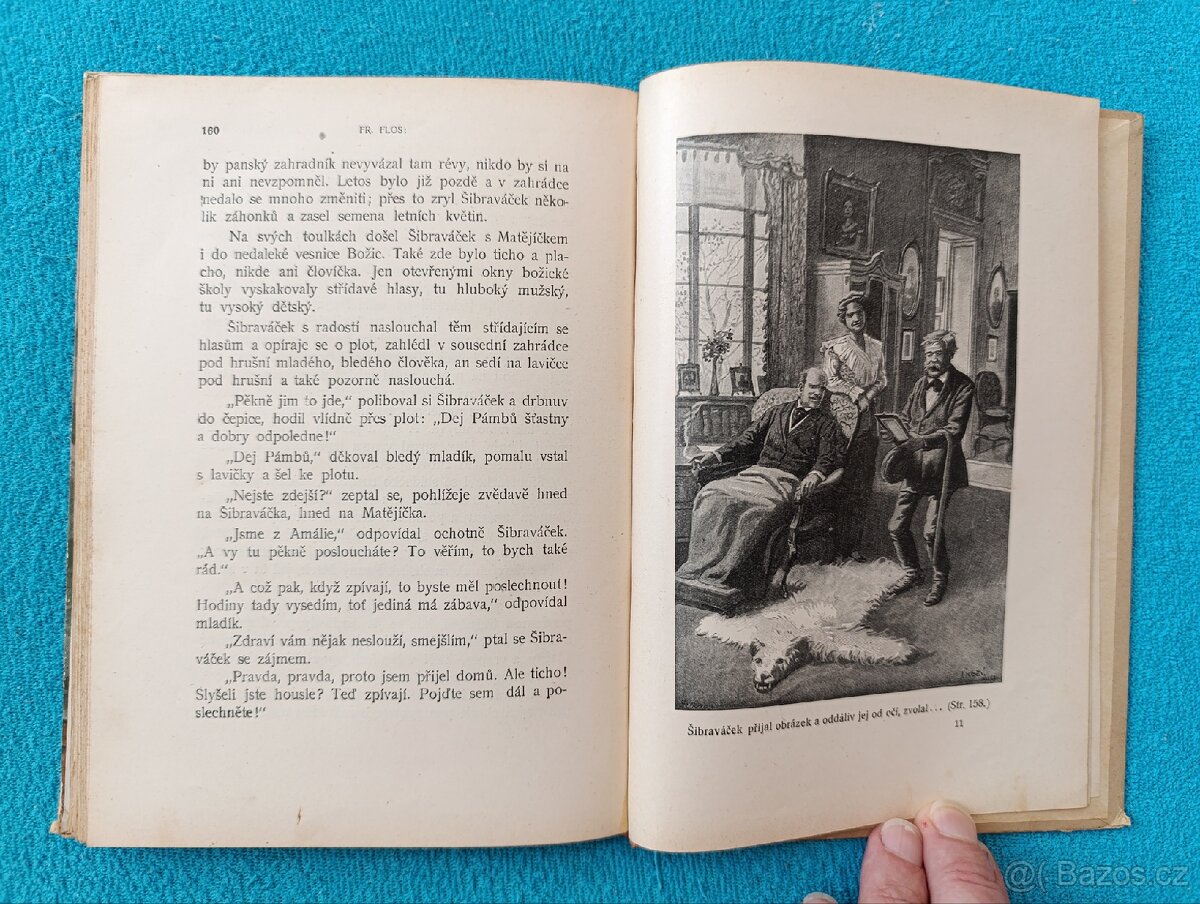 160
FR. FLOS:
by panský zahradník nevyvázal tam révy, nikdo by si na
ni ani nevzpomněl. Letos bylo již pozdě a v zahrádce
nedalo se mnoho změniti; přes to zryl Šibraváček něko-
lik záhonků a zasel semena letních květin.
Na svých toulkách došel Šibraváček s Matějíčkem
i do nedaleké vesnice Božic. Také zde bylo ticho a pla-
cho, nikde ani človíčka. Jen otevřenými okny božické
školy vyskakovaly střídavé hlasy, tu hluboký mužský,
tu vysoký dětský.
Šibraváček s radostí naslouchal těm střídajícím se
hlasům a opíraje se o plot, zahlédl v sousední zahrádce
pod hrušní mladého, bledého člověka, an sedí na lavičce
pod hrušní a také pozorně naslouchá.
„Pěkně jim to jde,“ poliboval si Šibraváček a drbnuv
do čepice, hodil vlídně přes plot: „Dej Pámbů šťastny
a dobry odpoledne!“
„Dej Pámbů,“ děkoval bledý mladík, pomalu vstal
s lavičky a šel ke plotu.
„Nejste zdejší?“ zeptal se, pohlížeje zvědavě hned
na Šibraváčka, hned na Matějíčka.
„Jsme z Amálie,“ odpovídal ochotně Šibraváček.
„A vy tu pěkně posloucháte? To věřím, to bych také
rád.“
„A což pak, když zpívají, to byste měl poslechnout!
Hodiny tady vysedím, toť jediná má zábava,“ odpovídal
mladík.
„Zdraví vám nějak neslouží, smejšlím,“ ptal se Šibra-
váček se zájmem.
„Pravda, pravda, proto jsem přijel domů. Ale ticho!
Slyšeli jste housle? Teď zpívají. Pojďte sem dál a po-
slechněte!“
Šibraváček přijal obrázek a oddáliv jej od očí, zvolal... (Str. 158.)
11
@( Bazos.cz